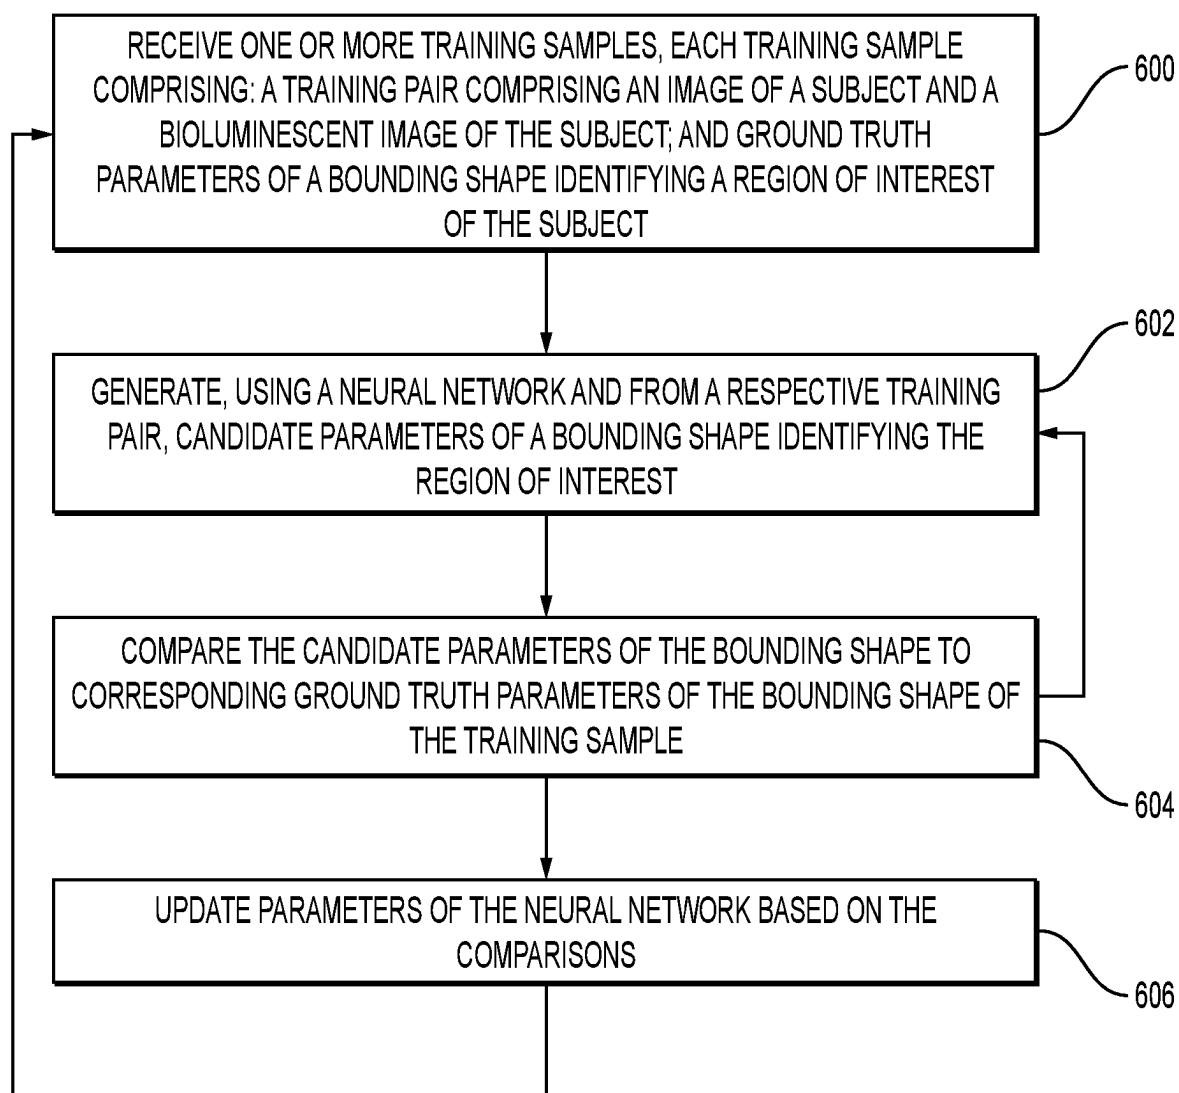 RECEIVE ONE OR MORE TRAINING SAMPLES, EACH TRAINING SAMPLE
COMPRISING: A TRAINING PAIR COMPRISING AN IMAGE OF A SUBJECT AND A
BIOLUMINESCENT IMAGE OF THE SUBJECT; AND GROUND TRUTH
PARAMETERS OF A BOUNDING SHAPE IDENTIFYING A REGION OF INTEREST
OF THE SUBJECT
600
602
GENERATE, USING A NEURAL NETWORK AND FROM A RESPECTIVE TRAINING
PAIR, CANDIDATE PARAMETERS OF A BOUNDING SHAPE IDENTIFYING THE
REGION OF INTEREST
COMPARE THE CANDIDATE PARAMETERS OF THE BOUNDING SHAPE TO
CORRESPONDING GROUND TRUTH PARAMETERS OF THE BOUNDING SHAPE OF
THE TRAINING SAMPLE
604
UPDATE PARAMETERS OF THE NEURAL NETWORK BASED ON THE
COMPARISONS
606